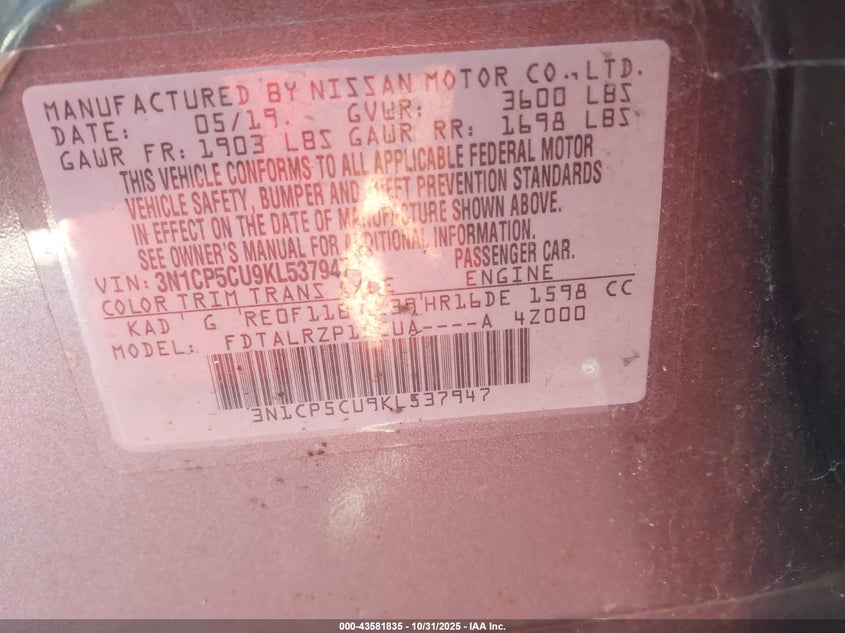 MANUFACTURED BY NISSAN MOTOR CO., LTD.
DATE: 05/19. GVWR: 3600 LBS
GAWR FR: 1903 LBS GAWR RR: 1698 LBS
THIS VEHICLE CONFORMS TO ALL APPLICABLE FEDERAL MOTOR
VEHICLE SAFETY, BUMPER AND THEFT PREVENTION STANDARDS
IN EFFECT ON THE DATE OF MANUFACTURE SHOWN ABOVE.
SEE OWNER'S MANUAL FOR ADDITIONAL INFORMATION.
VIN: 3N1CP5CU9KL537947 PASSENGER CAR.
COLOR TRIM TRANS ENGINE
KAD G HR16DE 1598 CC
MODEL: 4Z000
3N1CP5CU9KL537947
000-43581835 - 10/31/2025 - IAA Inc.